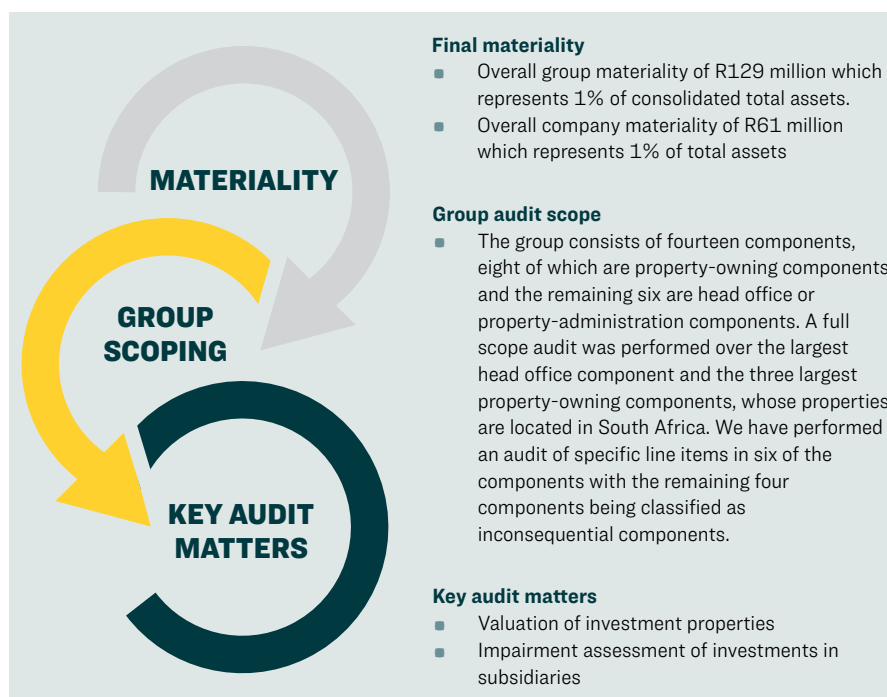 MATERIALITY
GROUP
SCOPING
KEY AUDIT
MATTERS
Final materiality
Overall group materiality of R129 million which
represents 1% of consolidated total assets.
Overall company materiality of R61 million
which represents 1% of total assets
Group audit scope
The group consists of fourteen components,
eight of which are property-owning components
and the remaining six are head office or
property-administration components. A full
scope audit was performed over the largest
head office component and the three largest
property-owning components, whose properties
are located in South Africa. We have performed
an audit of specific line items in six of the
components with the remaining four
components being classified as
inconsequential components.
Key audit matters
Valuation of investment properties
Impairment assessment of investments in
subsidiaries